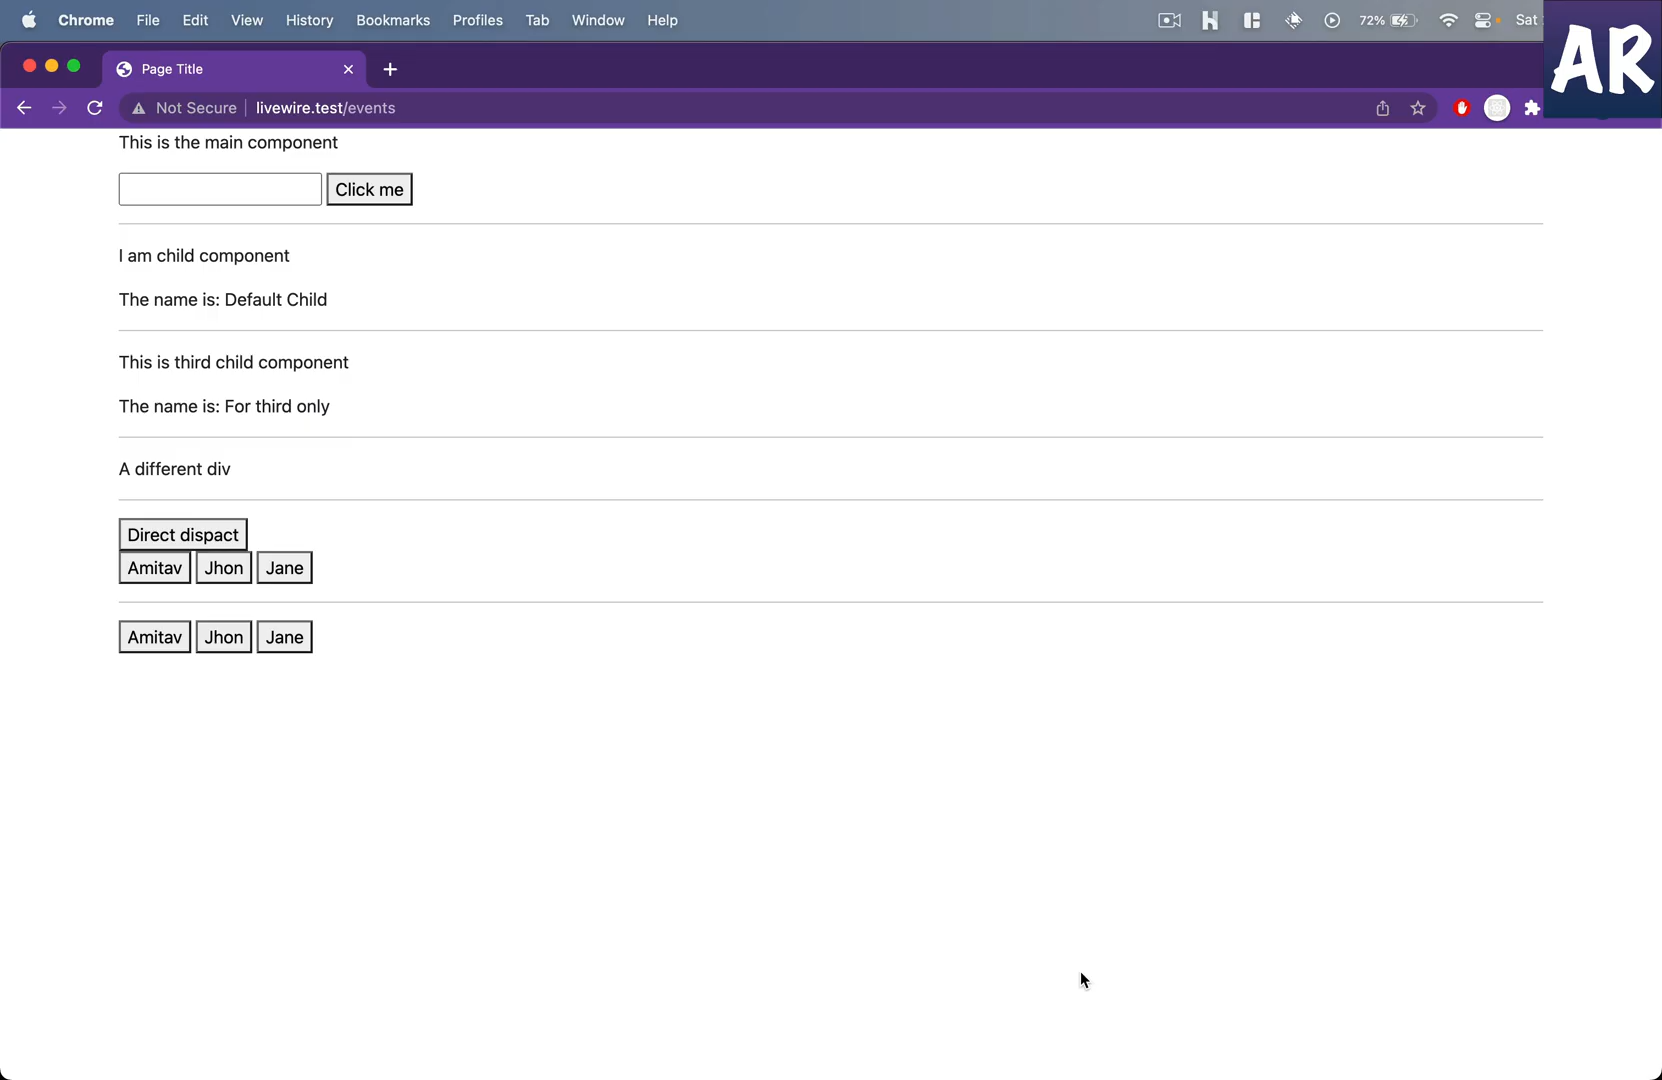 Chrome File Edit View History Bookmarks Profiles Tab Window Help 72% Sat
AR
Page Title
Not Secure livewire.test/events
This is the main component
Click me
I am child component
The name is: Default Child
This is third child component
The name is: For third only
A different div
Direct dispact
Amitav Jhon Jane
Amitav Jhon Jane